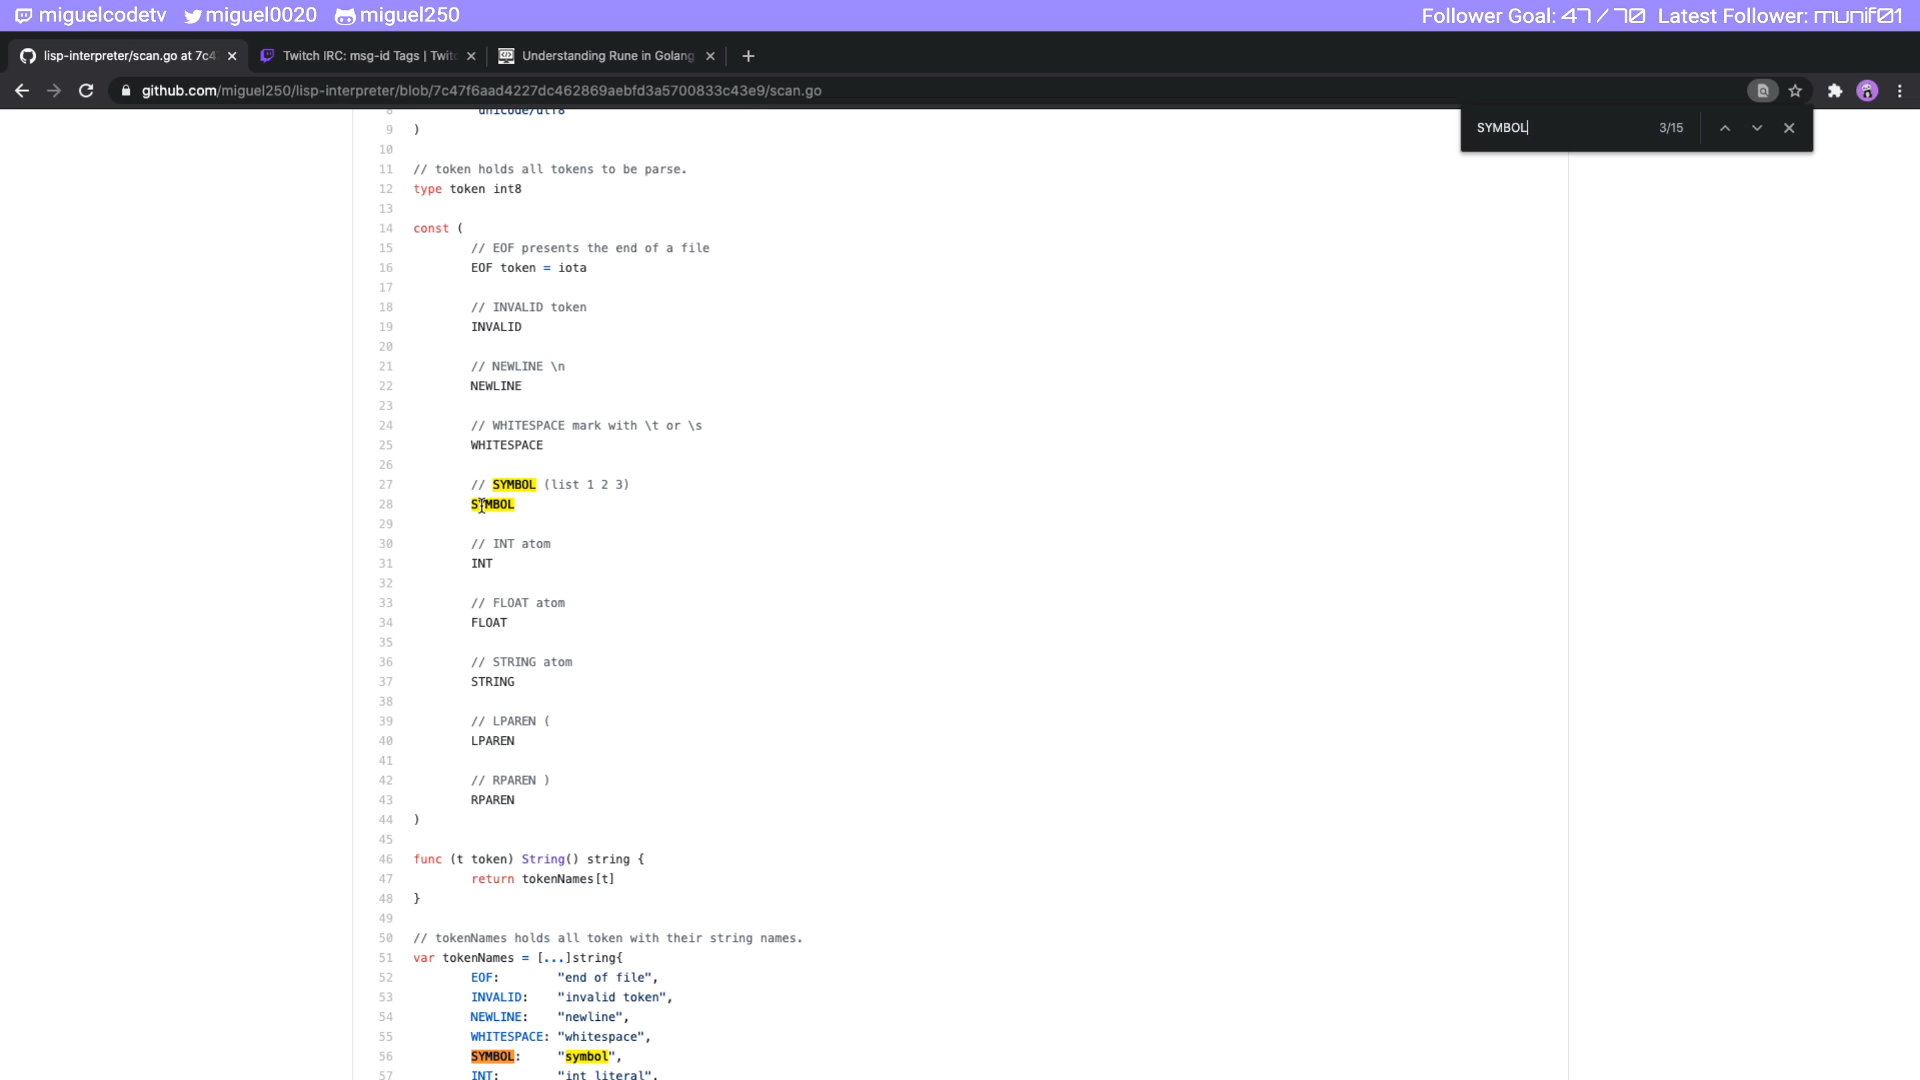 miguelcodetv miguel0020 miguel250 Follower Goal: 47 / 70 Latest Follower: munif01
lisp-interpreter/scan.go at 7c4 Twitch IRC: msg-id Tags | Twit Understanding Rune in Golang
github.com/miguel250/lisp-interpreter/blob/7c47f6aad4227dc462869aebfd3a5700833c43e9/scan.go
SYMBOL 3/15
8 "unicode/utf8"
9 )
10
11 // token holds all tokens to be parse.
12 type token int8
13
14 const (
15 // EOF presents the end of a file
16 EOF token = iota
17
18 // INVALID token
19 INVALID
20
21 // NEWLINE \n
22 NEWLINE
23
24 // WHITESPACE mark with \t or \s
25 WHITESPACE
26
27 // SYMBOL (list 1 2 3)
28 SYMBOL
29
30 // INT atom
31 INT
32
33 // FLOAT atom
34 FLOAT
35
36 // STRING atom
37 STRING
38
39 // LPAREN (
40 LPAREN
41
42 // RPAREN )
43 RPAREN
44 )
45
46 func (t token) String() string {
47 return tokenNames[t]
48 }
49
50 // tokenNames holds all token with their string names.
51 var tokenNames = [...]string{
52 EOF: "end of file",
53 INVALID: "invalid token",
54 NEWLINE: "newline",
55 WHITESPACE: "whitespace",
56 SYMBOL: "symbol",
57 INT: "int literal",